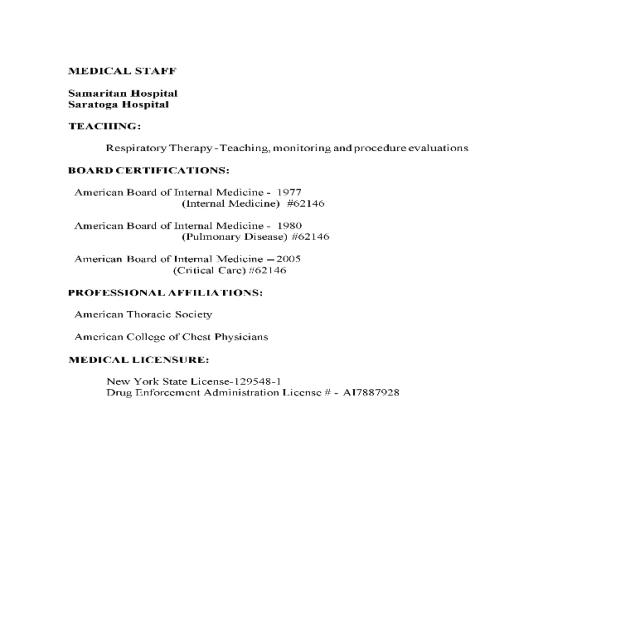 MEDICAL STAFF
Samaritan Hospital
Saratoga Hospital
TEACHING:
Respiratory Therapy - Teaching, monitoring and procedure evaluations
BOARD CERTIFICATIONS:
American Board of Internal Medicine - 1977
(Internal Medicine) #62146
American Board of Internal Medicine - 1980
(Pulmonary Disease) #62146
American Board of Internal Medicine – 2005
(Critical Care) #62146
PROFESSIONAL AFFILIATIONS:
American Thoracic Society
American College of Chest Physicians
MEDICAL LICENSURE:
New York State License-129548-1
Drug Enforcement Administration License # - AI7887928